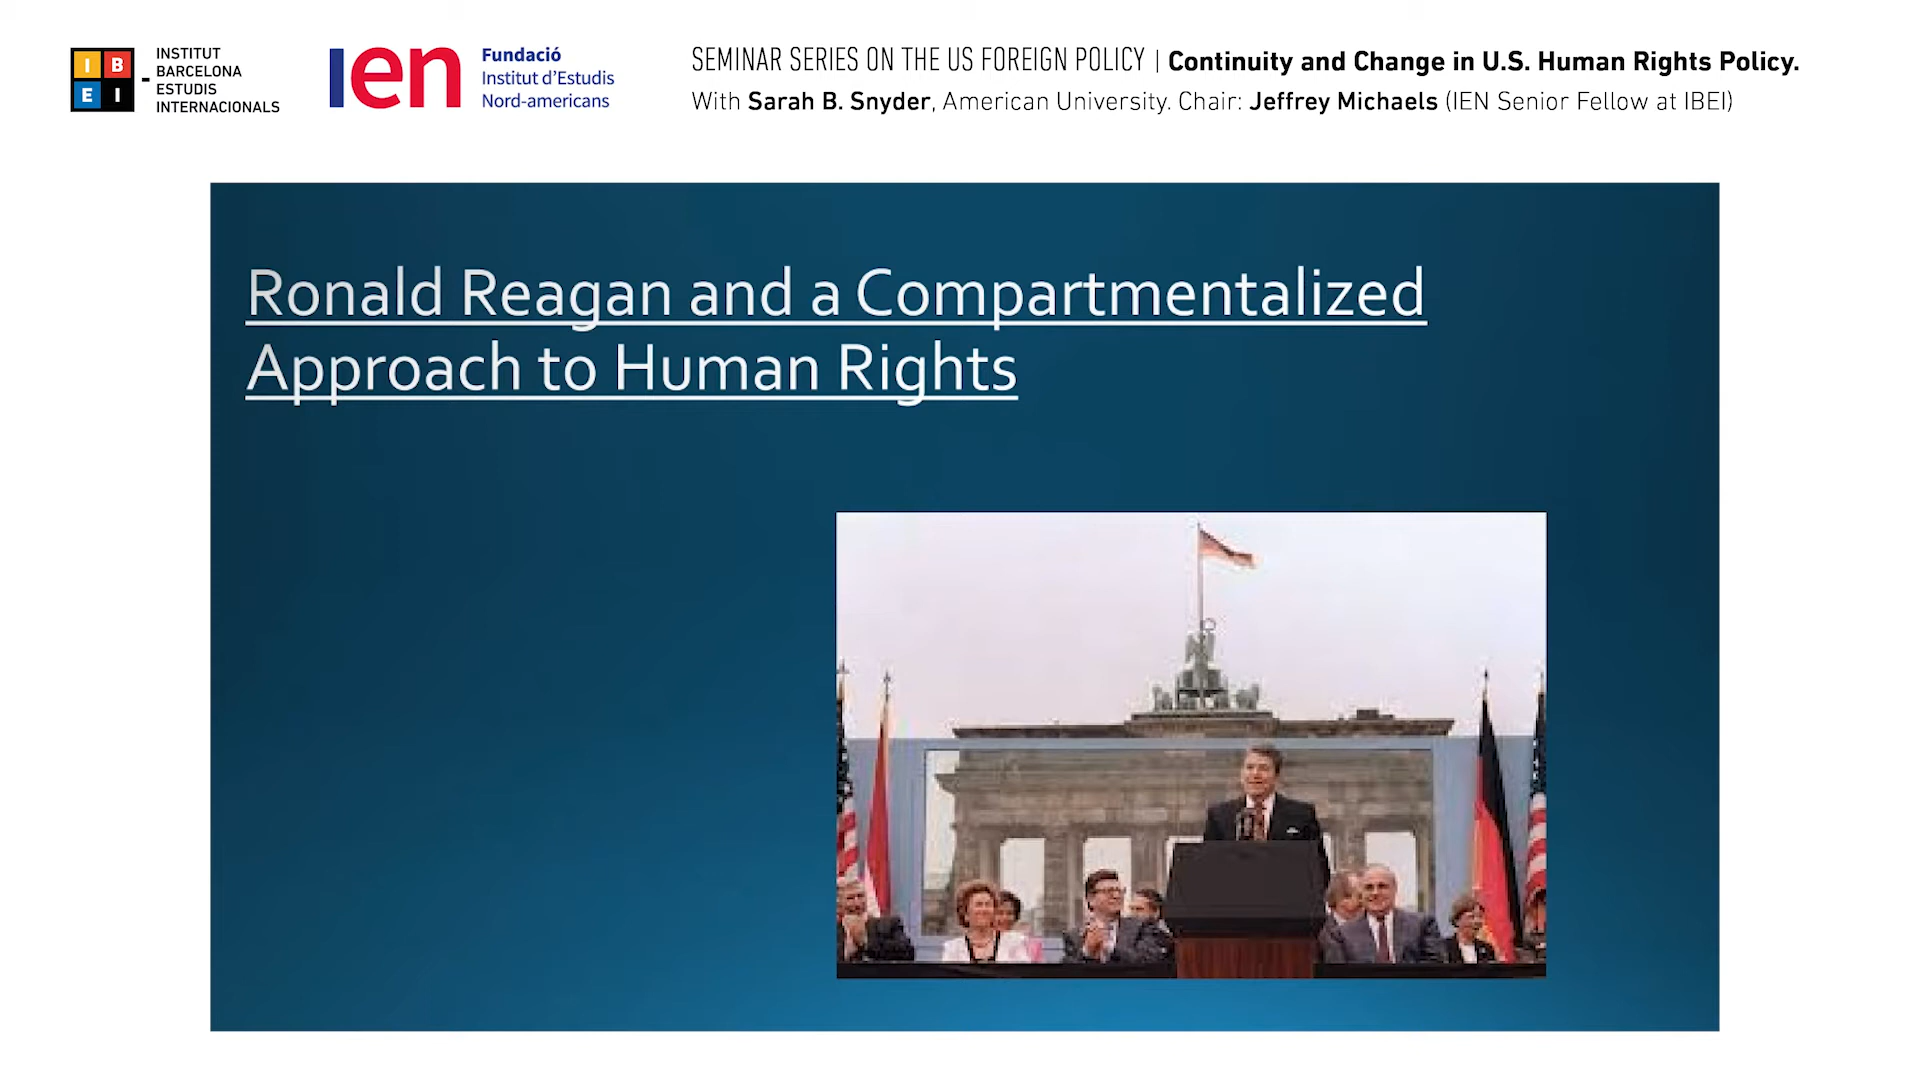 I B
E I
INSTITUT
BARCELONA
ESTUDIS
INTERNACIONALS
ien
Fundació
Institut d'Estudis
Nord-americans
SEMINAR SERIES ON THE US FOREIGN POLICY | Continuity and Change in U.S. Human Rights Policy.
With Sarah B. Snyder, American University. Chair: Jeffrey Michaels (IEN Senior Fellow at IBEI)
Ronald Reagan and a Compartmentalized
Approach to Human Rights